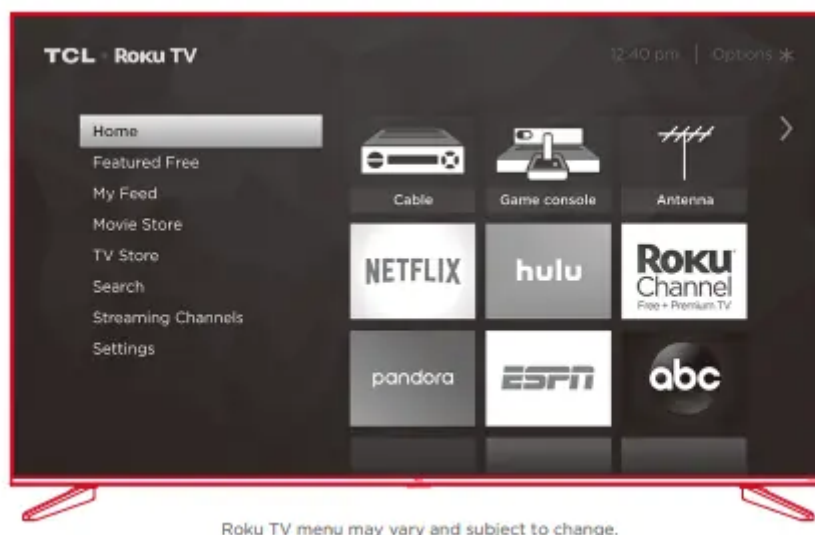 TCL · Roku TV
12:40 pm | Options *
Home
Featured Free
My Feed
Movie Store
TV Store
Search
Streaming Channels
Settings
Cable
Game console
Antenna
NETFLIX
hulu
Roku
Channel
Free + Premium TV
pandora
ESPN
abc
Roku TV menu may vary and subject to change.